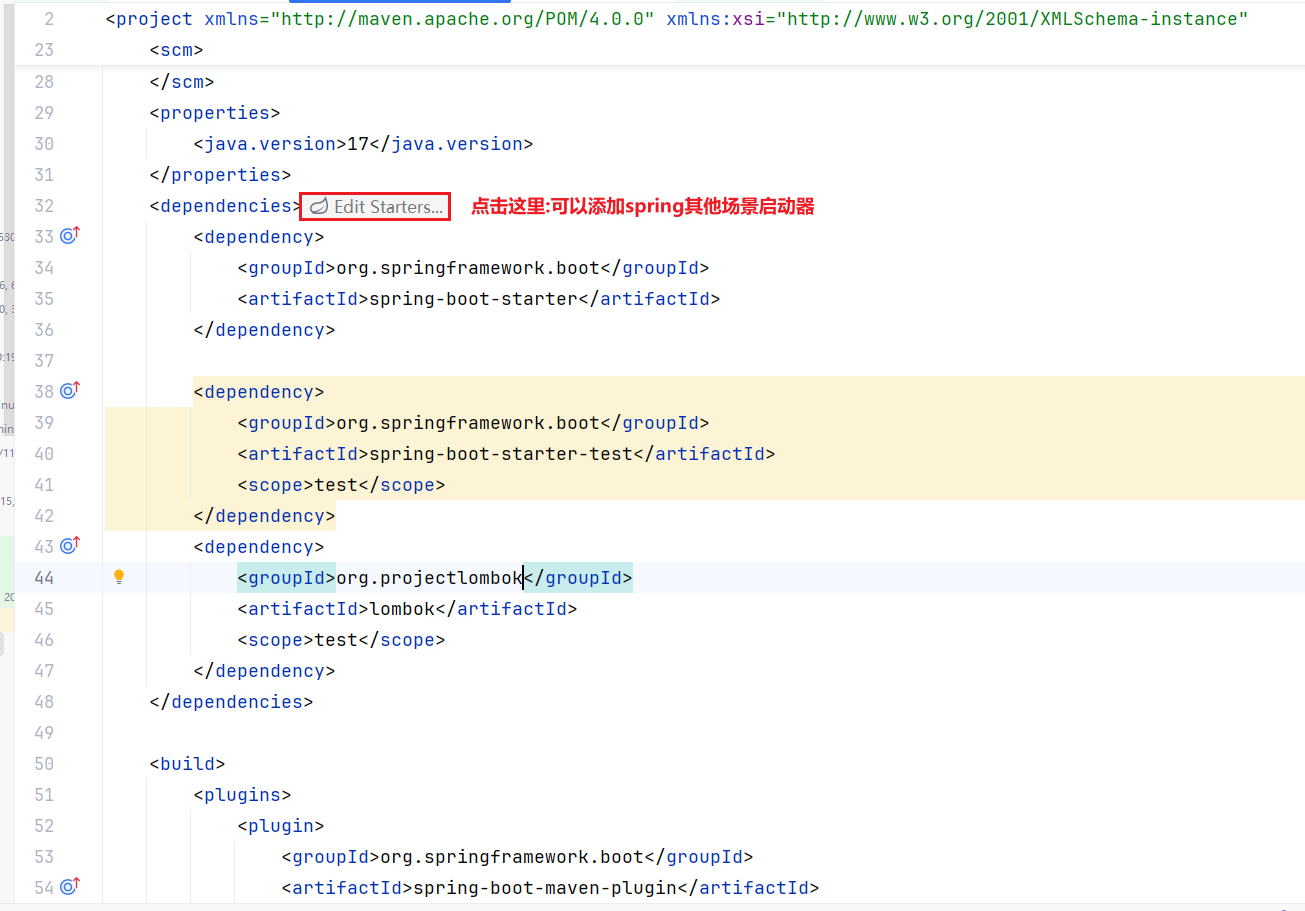 2 <project xmlns="http://maven.apache.org/POM/4.0.0" xmlns:xsi="http://www.w3.org/2001/XMLSchema-instance"
23 <scm>
28 </scm>
29 <properties>
30 <java.version>17</java.version>
31 </properties>
32 <dependencies> Edit Starters... 点击这里:可以添加spring其他场景启动器
33 <dependency>
34 <groupId>org.springframework.boot</groupId>
35 <artifactId>spring-boot-starter</artifactId>
36 </dependency>
37
38 <dependency>
39 <groupId>org.springframework.boot</groupId>
40 <artifactId>spring-boot-starter-test</artifactId>
41 <scope>test</scope>
42 </dependency>
43 <dependency>
44 <groupId>org.projectlombok</groupId>
45 <artifactId>lombok</artifactId>
46 <scope>test</scope>
47 </dependency>
48 </dependencies>
49
50 <build>
51 <plugins>
52 <plugin>
53 <groupId>org.springframework.boot</groupId>
54 <artifactId>spring-boot-maven-plugin</artifactId>